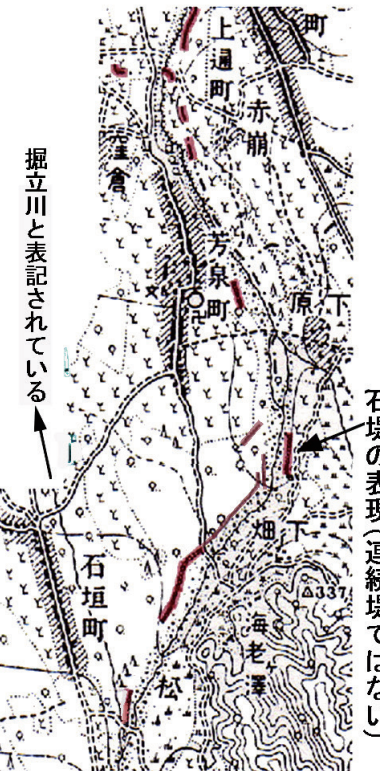 町
上通町
赤崩
芳泉町
下原
下畑
海老澤
△337
石垣町
松
掘立川と表記されている
石堤の表現(連続堤ではない)